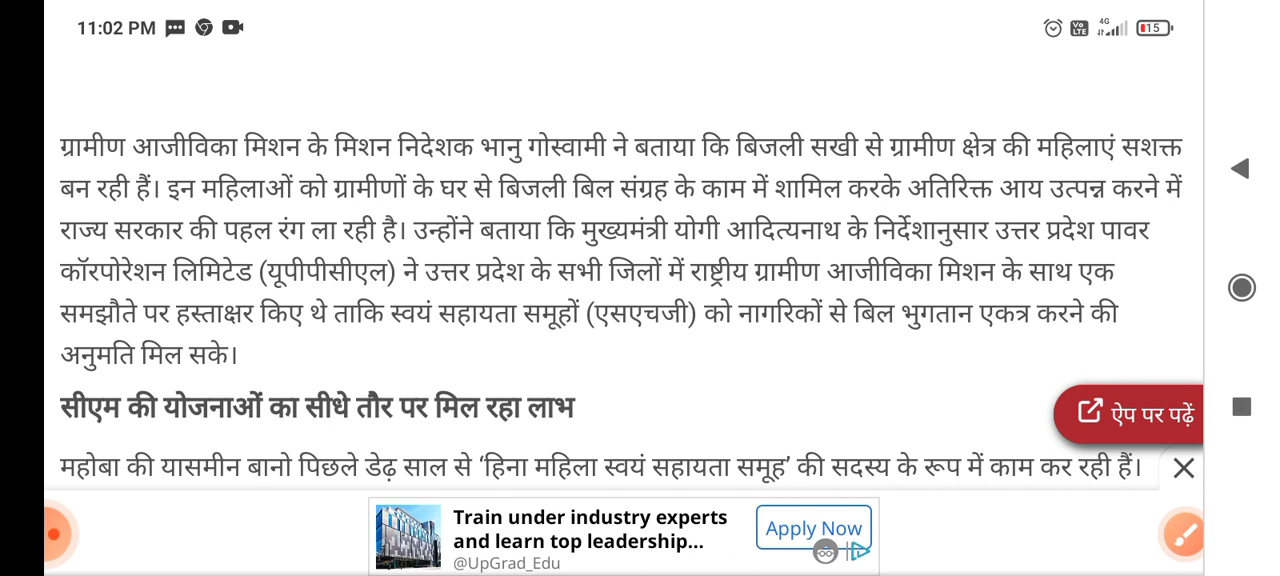 11:02 PM
4G
Vo LTE
15
ग्रामीण आजीविका मिशन के मिशन निदेशक भानु गोस्वामी ने बताया कि बिजली सखी से ग्रामीण क्षेत्र की महिलाएं सशक्त
बन रही हैं। इन महिलाओं को ग्रामीणों के घर से बिजली बिल संग्रह के काम में शामिल करके अतिरिक्त आय उत्पन्न करने में
राज्य सरकार की पहल रंग ला रही है। उन्होंने बताया कि मुख्यमंत्री योगी आदित्यनाथ के निर्देशानुसार उत्तर प्रदेश पावर
कॉरपोरेशन लिमिटेड (यूपीपीसीएल) ने उत्तर प्रदेश के सभी जिलों में राष्ट्रीय ग्रामीण आजीविका मिशन के साथ एक
समझौते पर हस्ताक्षर किए थे ताकि स्वयं सहायता समूहों (एसएचजी) को नागरिकों से बिल भुगतान एकत्र करने की
अनुमति मिल सके।
सीएम की योजनाओं का सीधे तौर पर मिल रहा लाभ
ऐप पर पढ़ें
महोबा की यासमीन बानो पिछले डेढ़ साल से ‘हिना महिला स्वयं सहायता समूह’ की सदस्य के रूप में काम कर रही हैं।
Train under industry experts
and learn top leadership...
@UpGrad_Edu
Apply Now